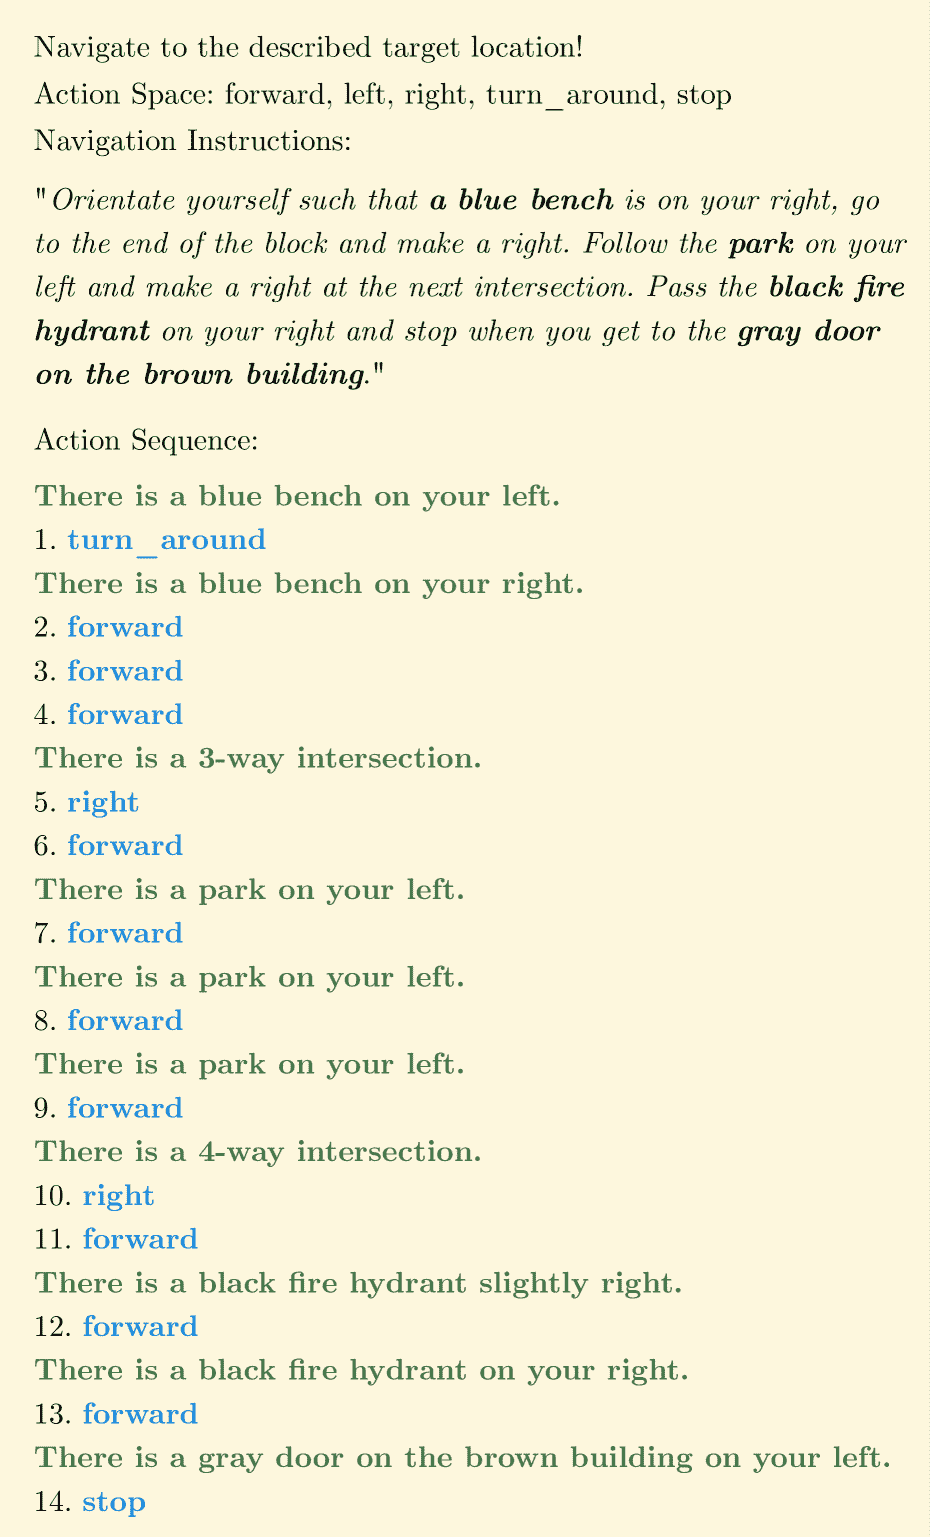 Navigate to the described target location!
Action Space: forward, left, right, turn_around, stop
Navigation Instructions:
"Orientate yourself such that a blue bench is on your right, go
to the end of the block and make a right. Follow the park on your
left and make a right at the next intersection. Pass the black fire
hydrant on your right and stop when you get to the gray door
on the brown building."
Action Sequence:
There is a blue bench on your left.
1. turn_around
There is a blue bench on your right.
2. forward
3. forward
4. forward
There is a 3-way intersection.
5. right
6. forward
There is a park on your left.
7. forward
There is a park on your left.
8. forward
There is a park on your left.
9. forward
There is a 4-way intersection.
10. right
11. forward
There is a black fire hydrant slightly right.
12. forward
There is a black fire hydrant on your right.
13. forward
There is a gray door on the brown building on your left.
14. stop